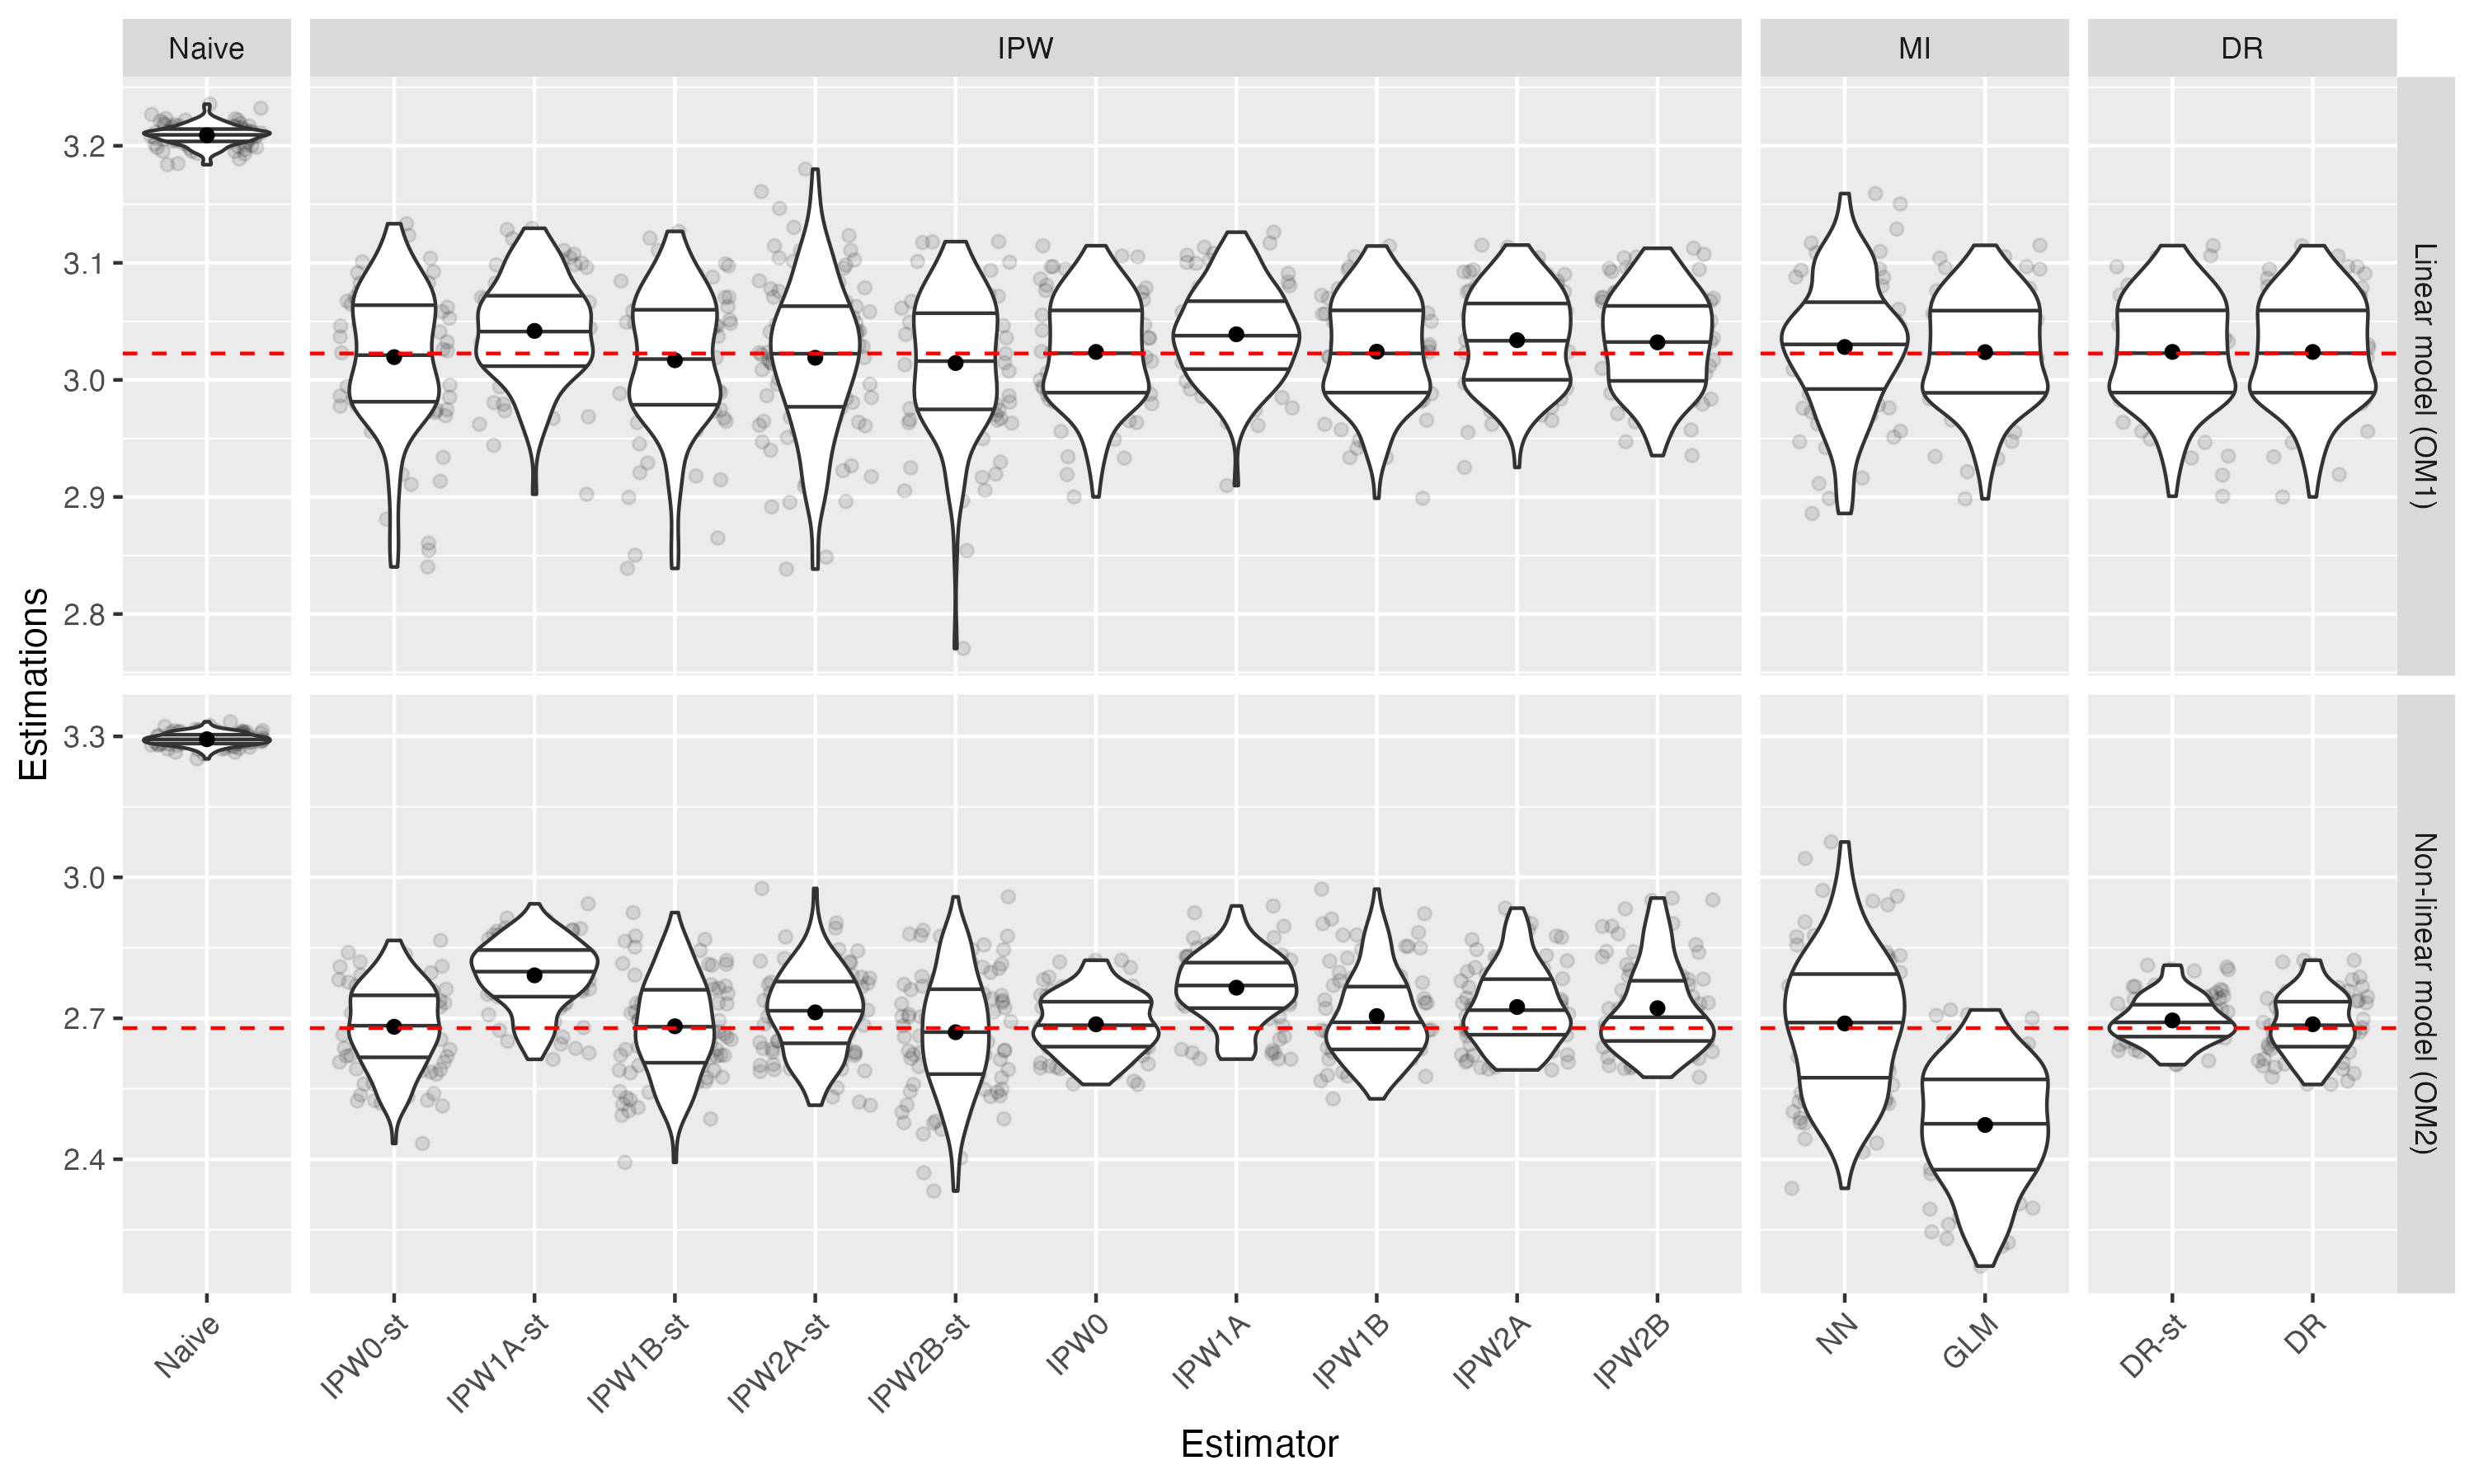 Naive
IPW
MI
DR
Estimations
3.2
3.1
3.0
2.9
2.8
Linear model (OM1)
3.3
3.0
2.7
2.4
Non-linear model (OM2)
Naive
IPW0-st
IPW1A-st
IPW1B-st
IPW2A-st
IPW2B-st
IPW0
IPW1A
IPW1B
IPW2A
IPW2B
NN
GLM
DR-st
DR
Estimator